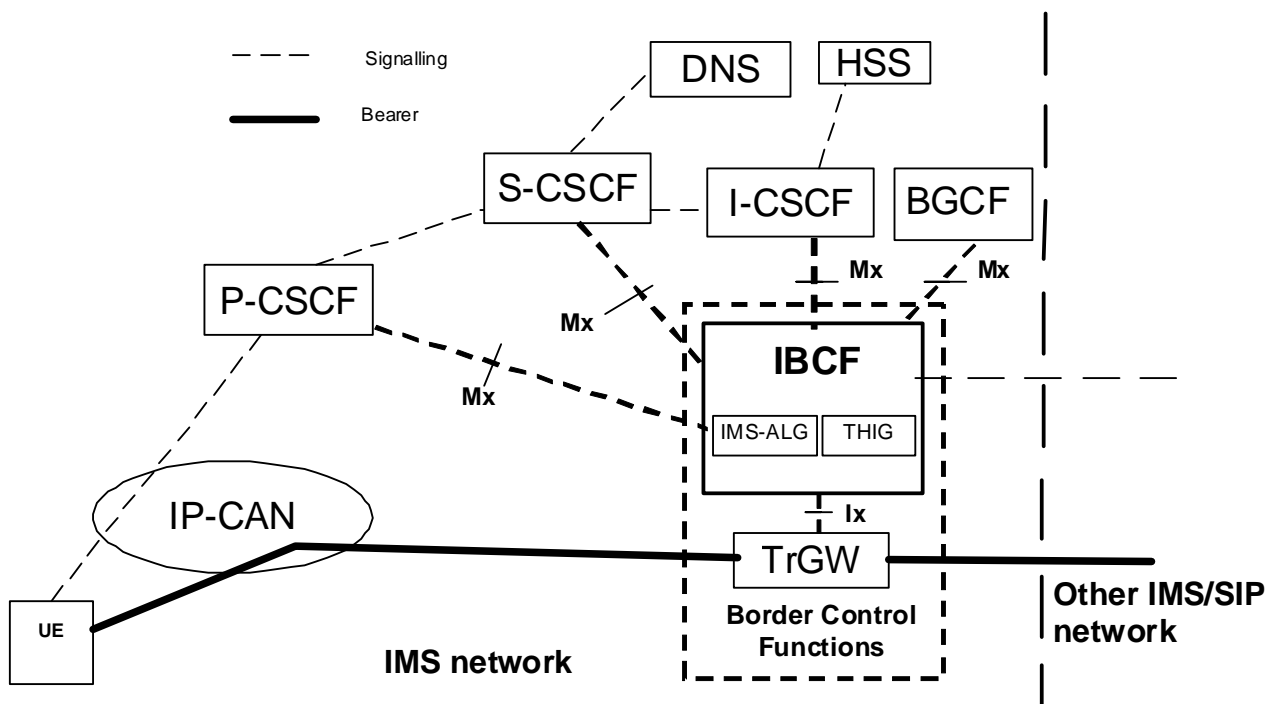 Signalling
DNS
HSS
Bearer
S-CSCF
I-CSCF
BGCF
P-CSCF
Mx
Mx
Mx
Mx
IBCF
IMS-ALG
THIG
IP-CAN
Ix
TrGW
UE
Border Control
Functions
Other IMS/SIP
network
IMS network